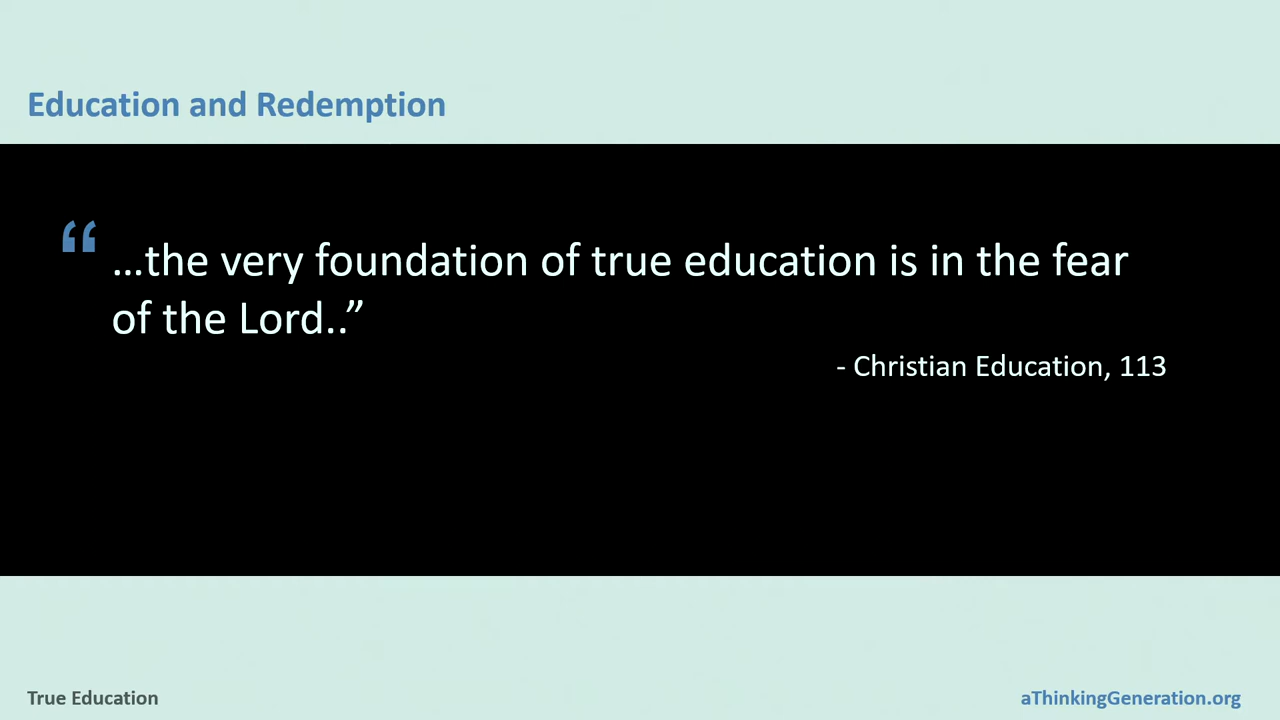 Education and Redemption
“
…the very foundation of true education is in the fear
of the Lord..”
- Christian Education, 113
True Education
aThinkingGeneration.org